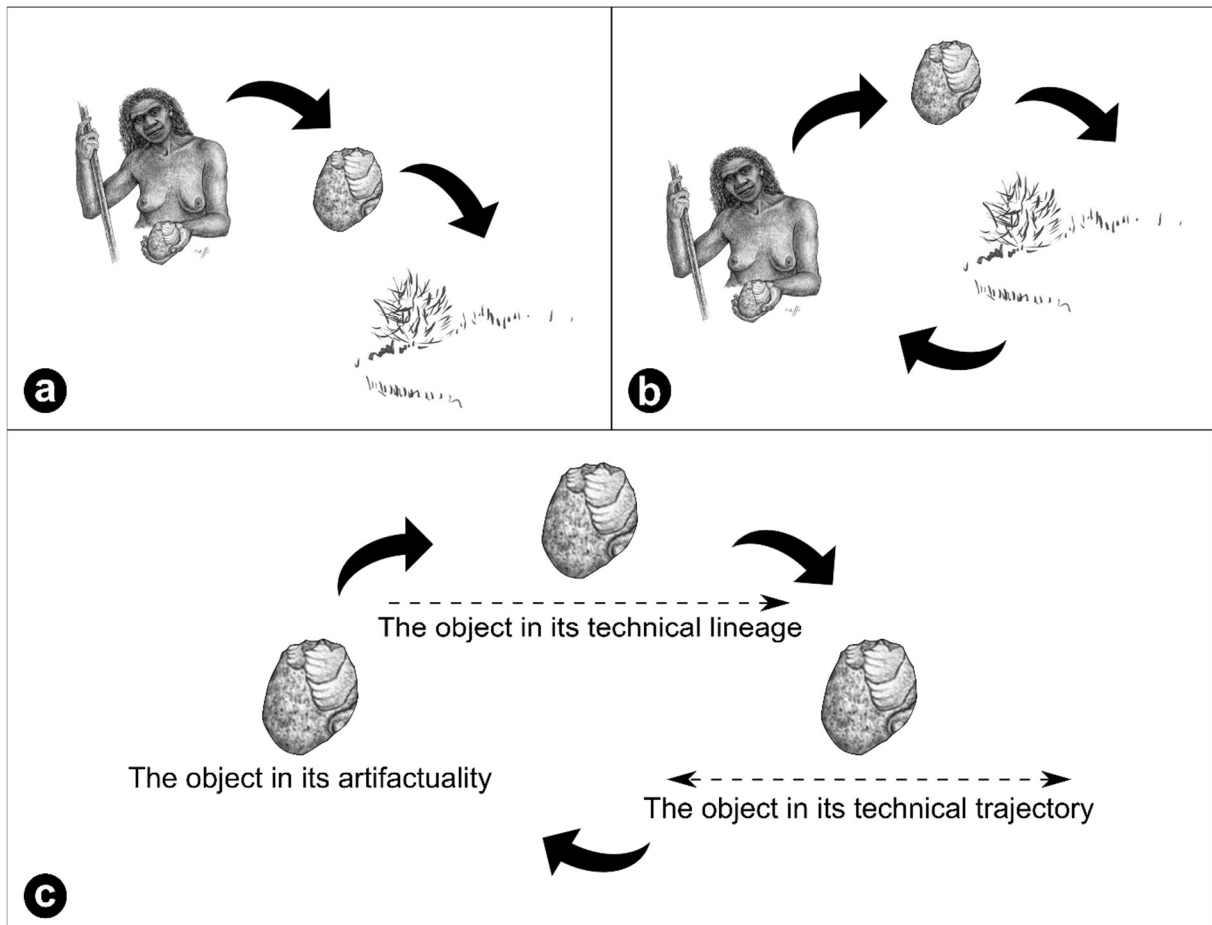 a
b
The object in its technical lineage
The object in its artifactuality
The object in its technical trajectory
c